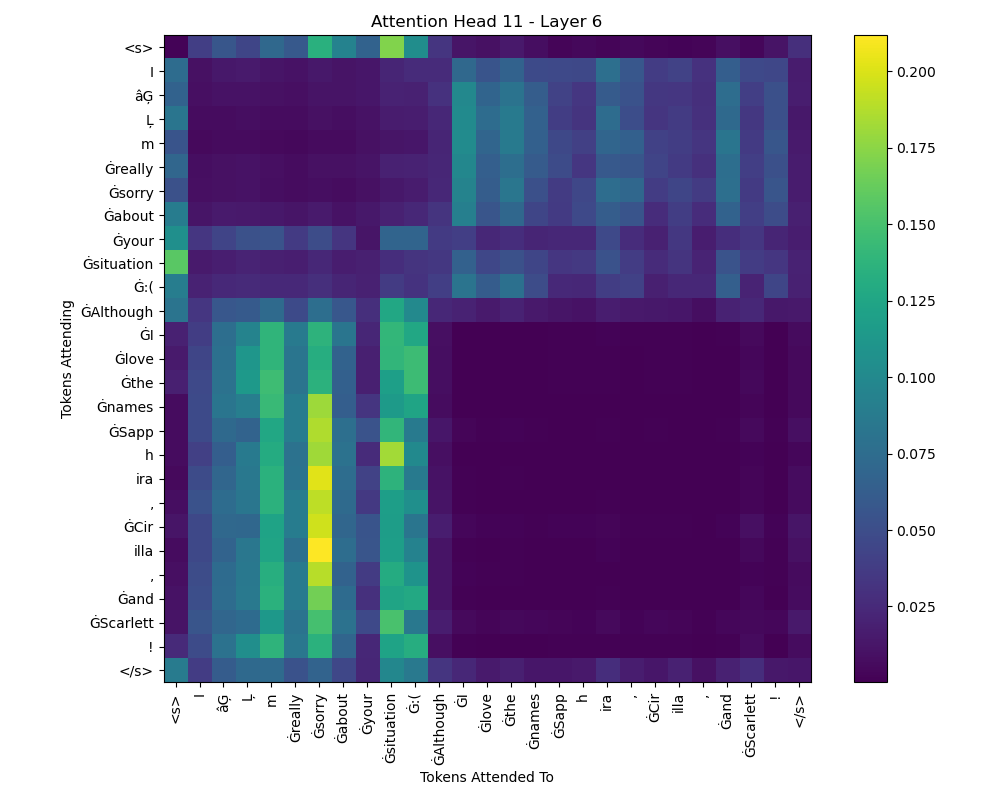 Attention Head 11 - Layer 6
Tokens Attending
<s>
I
âĢ
Ļ
m
Ġreally
Ġsorry
Ġabout
Ġyour
Ġsituation
Ġ:(
ĠAlthough
ĠI
Ġlove
Ġthe
Ġnames
ĠSapp
h
ira
,
ĠCir
illa
,
Ġand
ĠScarlett
!
</s>
<s>
I
âĢ
Ļ
m
Ġreally
Ġsorry
Ġabout
Ġyour
Ġsituation
Ġ:(
ĠAlthough
ĠI
Ġlove
Ġthe
Ġnames
ĠSapp
h
ira
,
ĠCir
illa
,
Ġand
ĠScarlett
!
</s>
Tokens Attended To
0.200
0.175
0.150
0.125
0.100
0.075
0.050
0.025